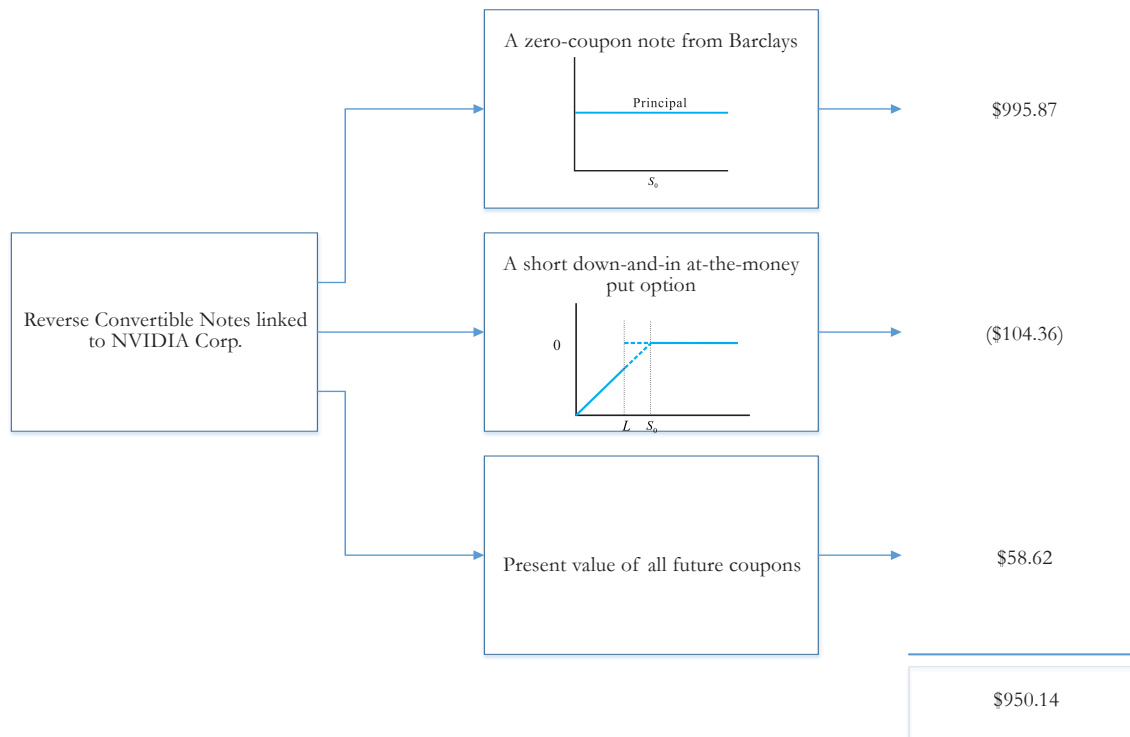 A zero-coupon note from Barclays
Principal
S₀
$995.87
Reverse Convertible Notes linked
to NVIDIA Corp.
A short down-and-in at-the-money
put option
0
L S₀
($104.36)
Present value of all future coupons
$58.62
$950.14